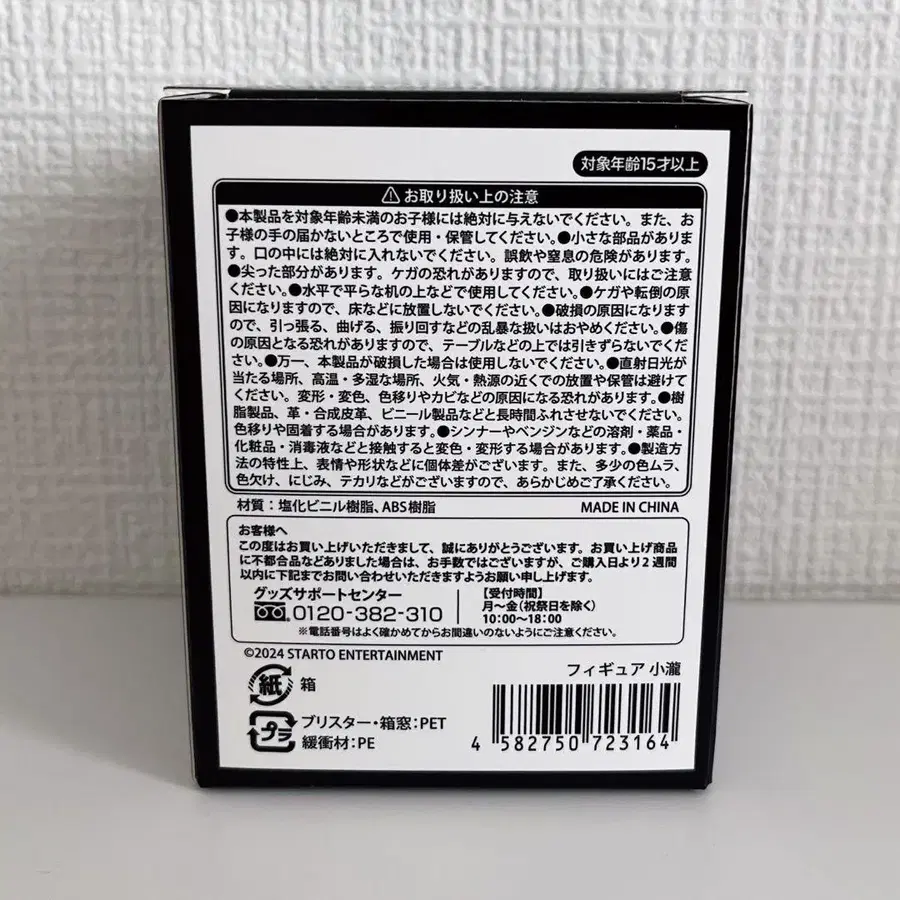 対象年齢15才以上
⚠お取り扱い上の注意
●本製品を対象年齢未満のお子様には絶対に与えないでください。また、お
子様の手の届かないところで使用・保管してください。●小さな部品がありま
す。口の中には絶対に入れないでください。誤飲や窒息の危険があります。
●尖った部分があります。ケガの恐れがありますので、取り扱いにはご注意
ください。●水平で平らな机の上などで使用してください。●ケガや転倒の原
因になりますので、床などに放置しないでください。●破損の原因になります
ので、引っ張る、曲げる、振り回すなどの乱暴な扱いはおやめください。●傷
の原因となる恐れがありますので、テーブルなどの上では引きずらないでくだ
さい。●万一、本製品が破損した場合は使用しないでください。●直射日光が
当たる場所、高温・多湿な場所、火気・熱源の近くでの放置や保管は避けて
ください。変形・変色、色移りやカビなどの原因になる恐れがあります。●樹
脂製品、革・合成皮革、ビニール製品などと長時間ふれさせないでください。
色移りや固着する場合があります。●シンナーやベンジンなどの溶剤・薬品・
化粧品・消毒液などと接触すると変色・変形する場合があります。●製造方
法の特性上、表情や形状などに個体差がございます。また、多少の色ムラ、
色欠け、にじみ、テカリなどがございますので、あらかじめご了承ください。
材質：塩化ビニル樹脂、ABS樹脂 MADE IN CHINA
お客様へ
この度はお買い上げいただきまして、誠にありがとうございます。お買い上げ商品
に不都合品などありました場合は、お手数ではございますが、ご購入日より2週間
以内に下記までお問い合わせいただきますようお願い申し上げます。
グッズサポートセンター
0120-382-310
【受付時間】
月〜金（祝祭日を除く）
10:00〜18:00
※電話番号はよく確かめてからお間違いのないようにご注意ください。
©2024 STARTO ENTERTAINMENT
フィギュア 小瀧
紙 箱
プラ ブリスター・箱窓：PET
緩衝材：PE
4 582750 723164